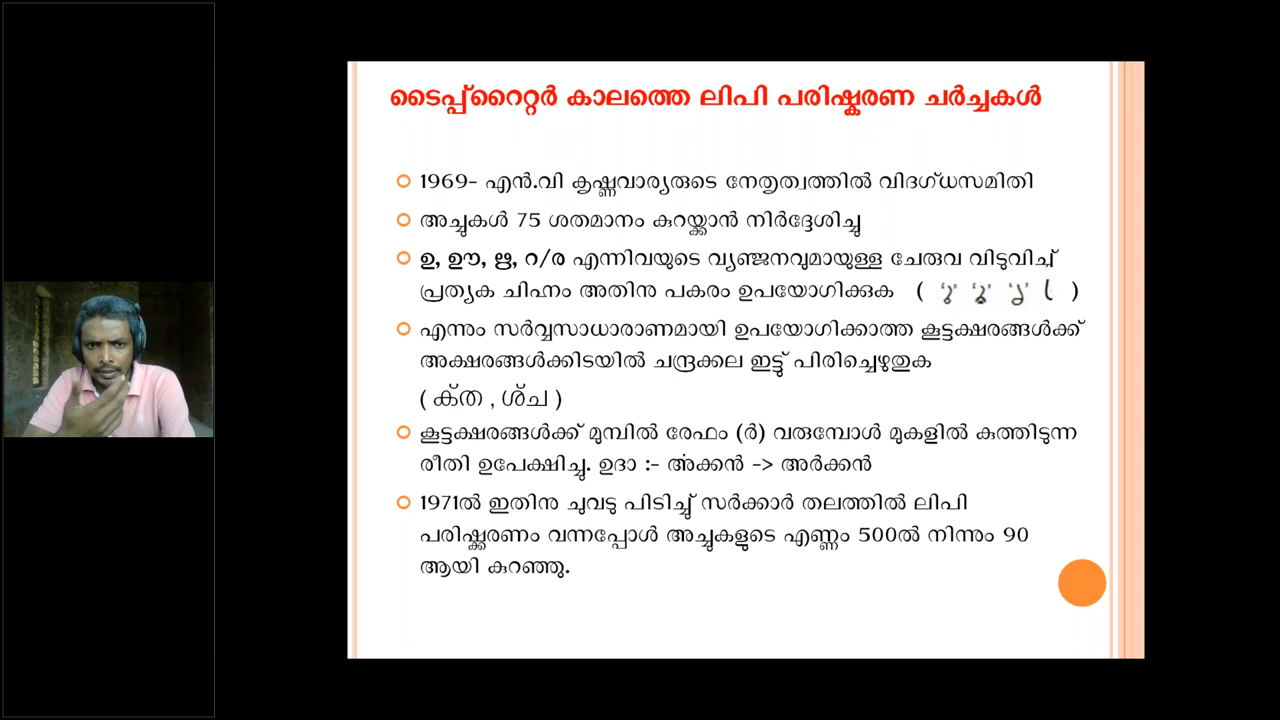 ടൈപ്പ്റൈറ്റർ കാലത്തെ ലിപി പരിഷ്കരണ ചർച്ചകൾ
1969- എൻ.വി കൃഷ്ണവാര്യരുടെ നേതൃത്വത്തിൽ വിദഗ്ധസമിതി
അച്ചുകൾ 75 ശതമാനം കുറയ്ക്കാൻ നിർദ്ദേശിച്ചു
ഉ, ഊ, ഋ, റ/ര എന്നിവയുടെ വ്യഞ്ജനവുമായുള്ള ചേരുവ വിടുവിച്ച്
പ്രത്യക ചിഹ്നം അതിനു പകരം ഉപയോഗിക്കുക ( ു ൂ ൃ ്ര )
എന്നും സർവ്വസാധാരാണമായി ഉപയോഗിക്കാത്ത കൂട്ടക്ഷരങ്ങൾക്ക്
അക്ഷരങ്ങൾക്കിടയിൽ ചന്ദ്രക്കല ഇട്ടു് പിരിച്ചെഴുതുക
( ക്‌ത , ശ്‌ച )
കൂട്ടക്ഷരങ്ങൾക്ക് മുമ്പിൽ രേഫം (ർ) വരുമ്പോൾ മുകളിൽ കുത്തിടുന്ന
രീതി ഉപേക്ഷിച്ചു. ഉദാ :- അൎക്കൻ -> അർക്കൻ
1971ൽ ഇതിനു ചുവടു പിടിച്ച് സർക്കാർ തലത്തിൽ ലിപി
പരിഷ്ക്കരണം വന്നപ്പോൾ അച്ചുകളുടെ എണ്ണം 500ൽ നിന്നും 90
ആയി കുറഞ്ഞു.